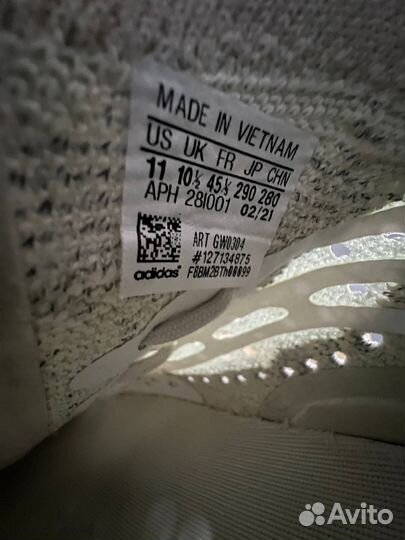 MADE IN VIETNAM
US UK FR JP CHN
11 10½ 45⅓ 290 280
APH 281001 02/21
ART GW0304
#127134875
F8BM2BTh00099
adidas
Avito